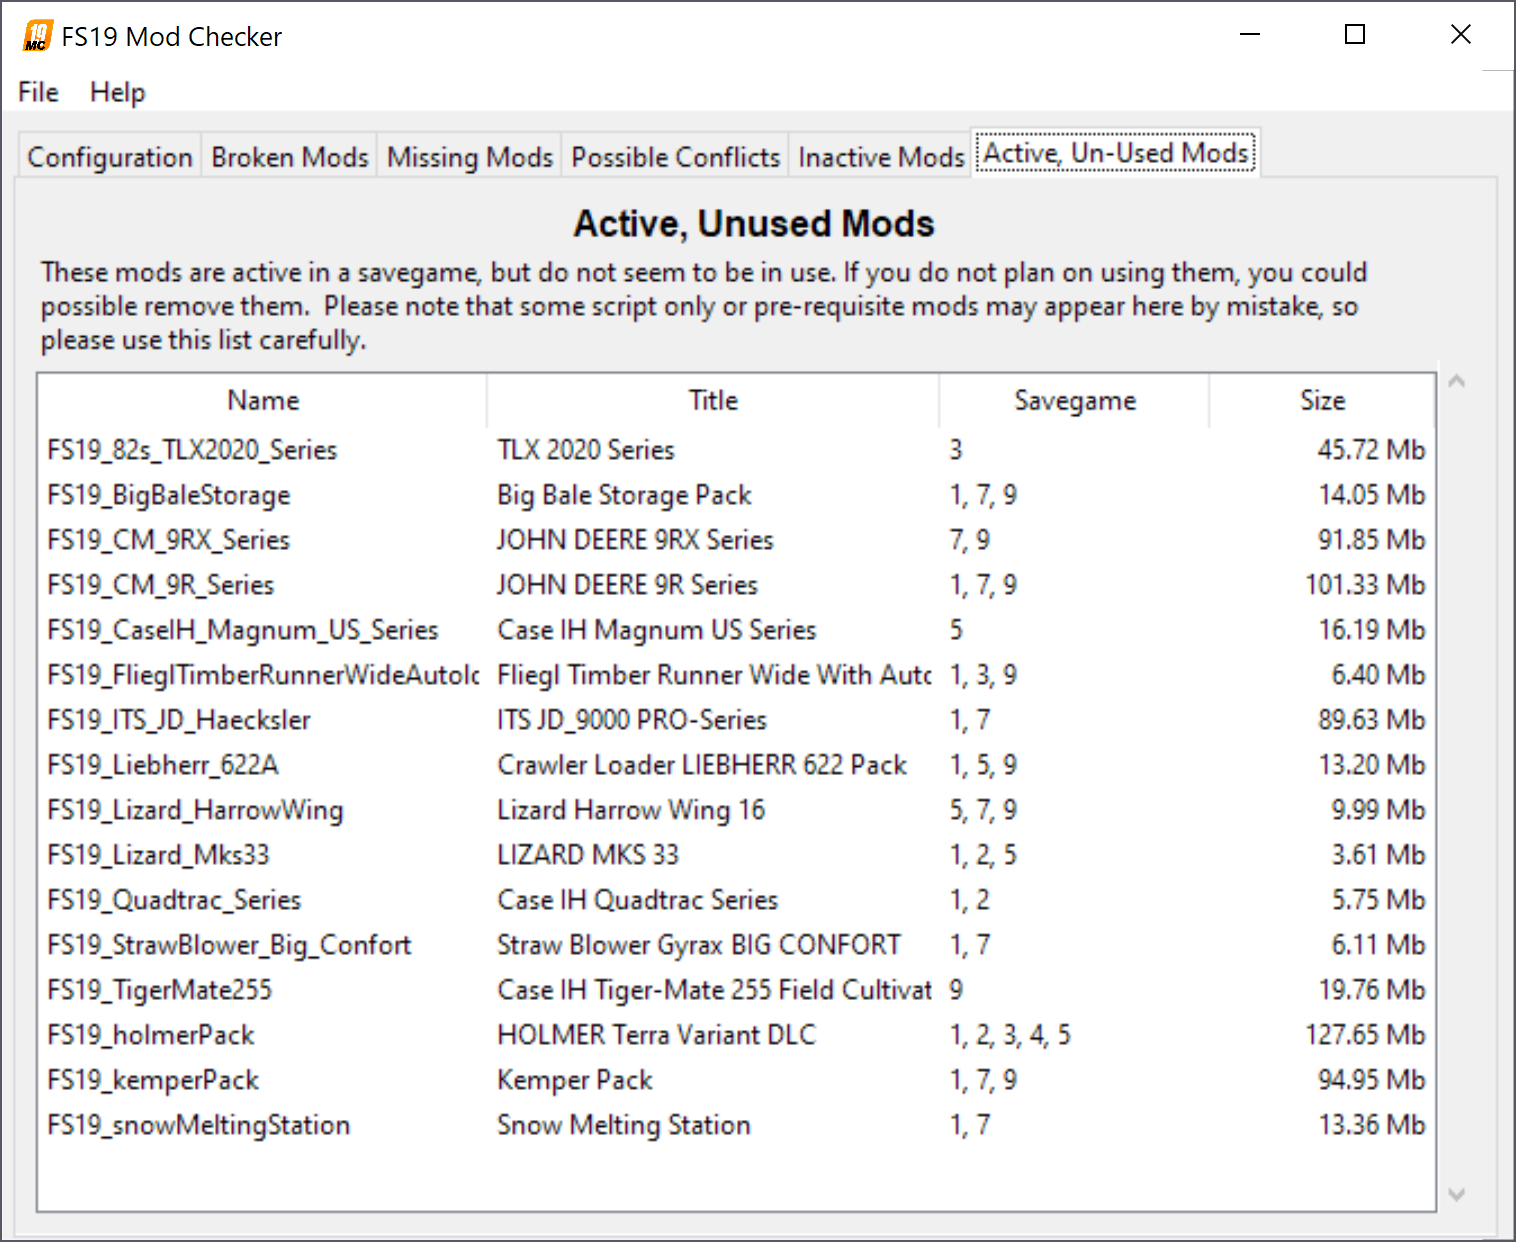 19
MC
FS19 Mod Checker
File Help
Configuration Broken Mods Missing Mods Possible Conflicts Inactive Mods Active, Un-Used Mods
Active, Unused Mods
These mods are active in a savegame, but do not seem to be in use. If you do not plan on using them, you could
possible remove them.  Please note that some script only or pre-requisite mods may appear here by mistake, so
please use this list carefully.
Name Title Savegame Size
FS19_82s_TLX2020_Series TLX 2020 Series 3 45.72 Mb
FS19_BigBaleStorage Big Bale Storage Pack 1, 7, 9 14.05 Mb
FS19_CM_9RX_Series JOHN DEERE 9RX Series 7, 9 91.85 Mb
FS19_CM_9R_Series JOHN DEERE 9R Series 1, 7, 9 101.33 Mb
FS19_CaseIH_Magnum_US_Series Case IH Magnum US Series 5 16.19 Mb
FS19_FlieglTimberRunnerWideAutolc Fliegl Timber Runner Wide With Autc 1, 3, 9 6.40 Mb
FS19_ITS_JD_Haecksler ITS JD_9000 PRO-Series 1, 7 89.63 Mb
FS19_Liebherr_622A Crawler Loader LIEBHERR 622 Pack 1, 5, 9 13.20 Mb
FS19_Lizard_HarrowWing Lizard Harrow Wing 16 5, 7, 9 9.99 Mb
FS19_Lizard_Mks33 LIZARD MKS 33 1, 2, 5 3.61 Mb
FS19_Quadtrac_Series Case IH Quadtrac Series 1, 2 5.75 Mb
FS19_StrawBlower_Big_Confort Straw Blower Gyrax BIG CONFORT 1, 7 6.11 Mb
FS19_TigerMate255 Case IH Tiger-Mate 255 Field Cultivat 9 19.76 Mb
FS19_holmerPack HOLMER Terra Variant DLC 1, 2, 3, 4, 5 127.65 Mb
FS19_kemperPack Kemper Pack 1, 7, 9 94.95 Mb
FS19_snowMeltingStation Snow Melting Station 1, 7 13.36 Mb